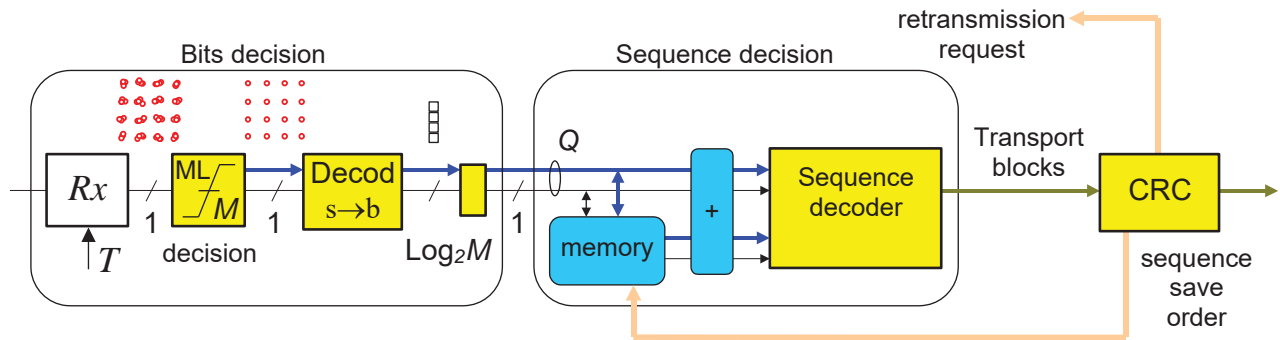 retransmission
request
Bits decision
Sequence decision
Q
Transport
blocks
Rx
ML
M
Decod
s→b
+
Sequence
decoder
CRC
1
1
1
T
decision
Log₂M
memory
sequence
save
order